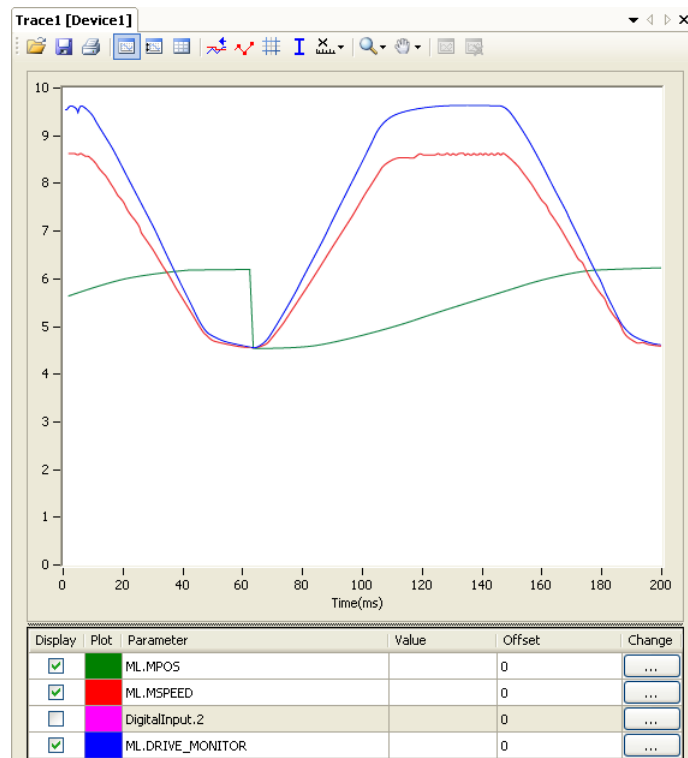 Trace1 [Device1]
10
9
8
7
6
5
4
3
2
1
0
0 20 40 60 80 100 120 140 160 180 200
Time(ms)
Display Plot Parameter Value Offset Change
ML.MPOS 0 ...
ML.MSPEED 0 ...
DigitalInput.2 0 ...
ML.DRIVE_MONITOR 0 ...